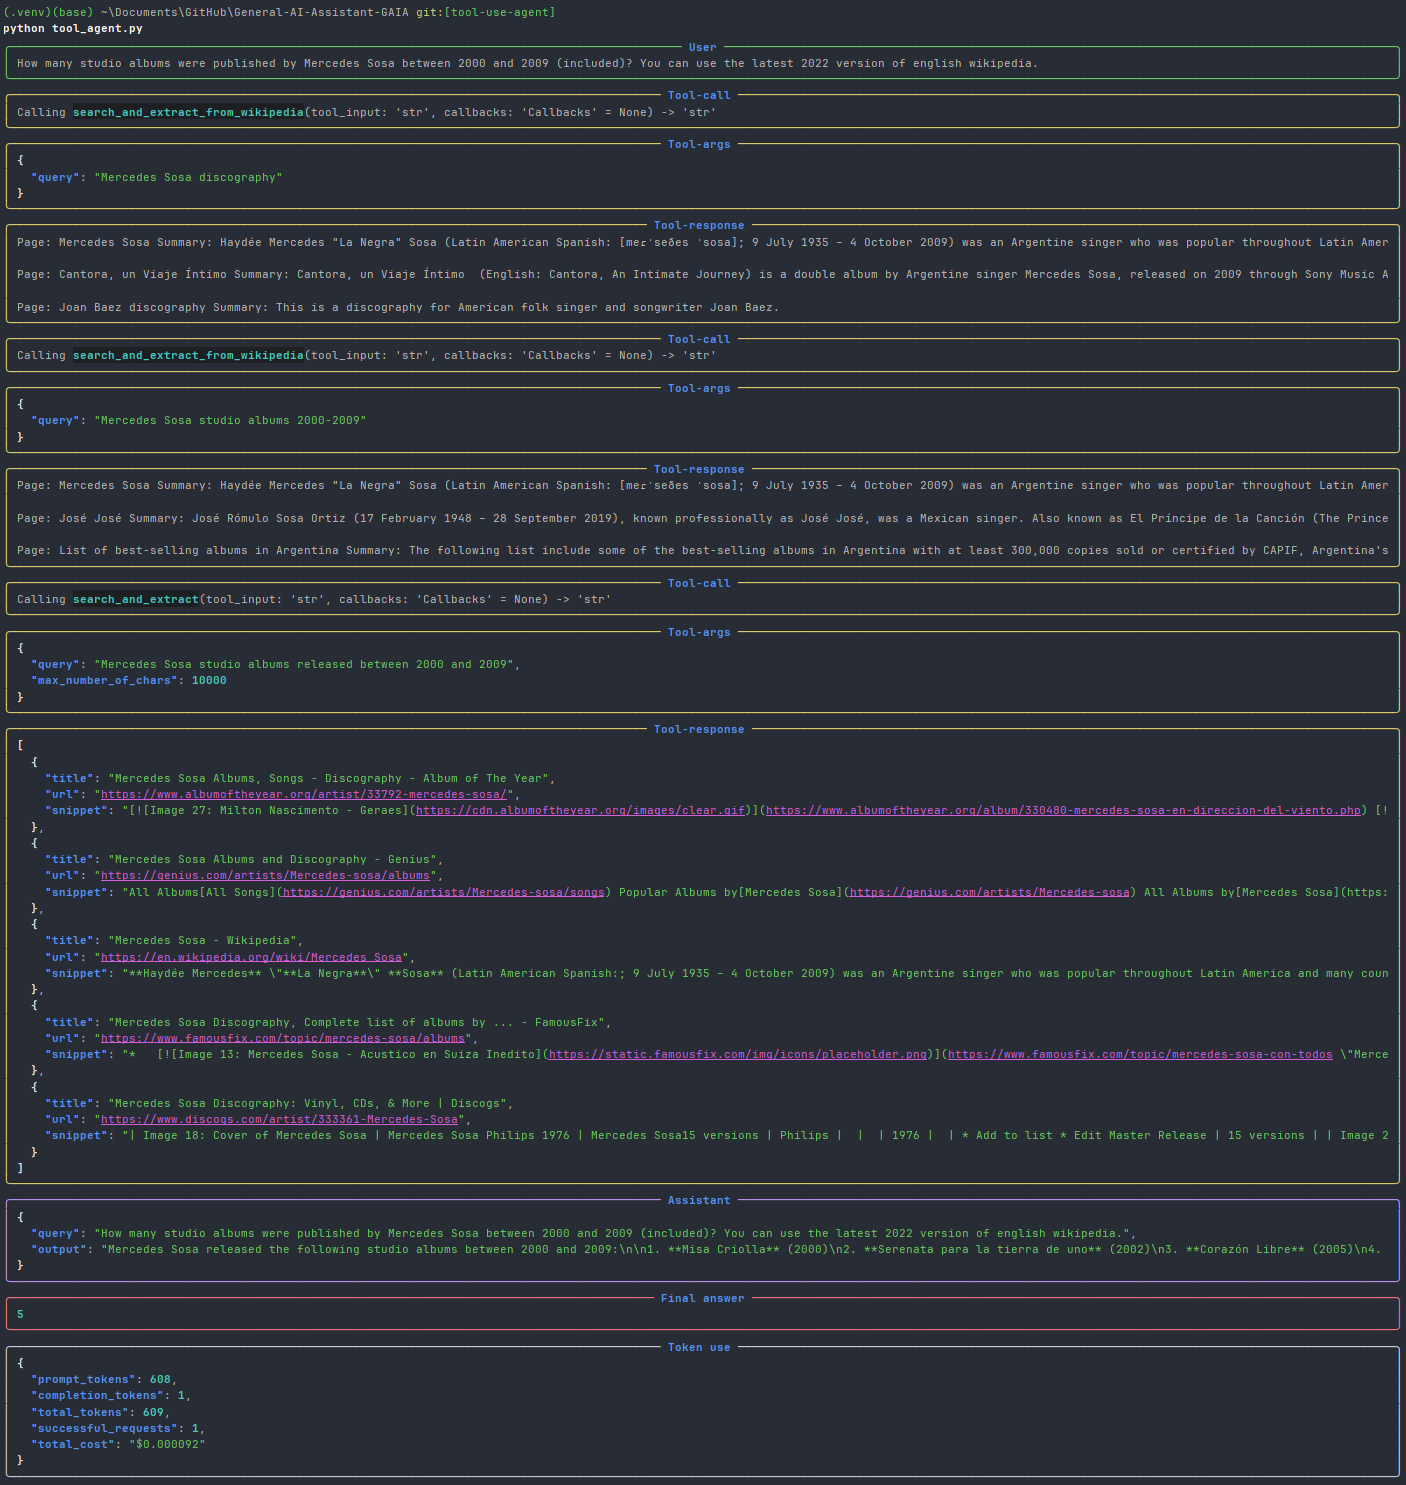 (.venv)(base) ~\Documents\GitHub\General-AI-Assistant-GAIA git:[tool-use-agent]
python tool_agent.py
User
How many studio albums were published by Mercedes Sosa between 2000 and 2009 (included)? You can use the latest 2022 version of english wikipedia.
Tool-call
Calling search_and_extract_from_wikipedia(tool_input: 'str', callbacks: 'Callbacks' = None) -> 'str'
Tool-args
{
"query": "Mercedes Sosa discography"
}
Tool-response
Page: Mercedes Sosa Summary: Haydée Mercedes "La Negra" Sosa (Latin American Spanish: [meɾˈseðes ˈsosa]; 9 July 1935 – 4 October 2009) was an Argentine singer who was popular throughout Latin Amer
Page: Cantora, un Viaje Íntimo Summary: Cantora, un Viaje Íntimo  (English: Cantora, An Intimate Journey) is a double album by Argentine singer Mercedes Sosa, released on 2009 through Sony Music A
Page: Joan Baez discography Summary: This is a discography for American folk singer and songwriter Joan Baez.
Tool-call
Calling search_and_extract_from_wikipedia(tool_input: 'str', callbacks: 'Callbacks' = None) -> 'str'
Tool-args
{
"query": "Mercedes Sosa studio albums 2000-2009"
}
Tool-response
Page: Mercedes Sosa Summary: Haydée Mercedes "La Negra" Sosa (Latin American Spanish: [meɾˈseðes ˈsosa]; 9 July 1935 – 4 October 2009) was an Argentine singer who was popular throughout Latin Amer
Page: José José Summary: José Rómulo Sosa Ortiz (17 February 1948 – 28 September 2019), known professionally as José José, was a Mexican singer. Also known as El Príncipe de la Canción (The Prince
Page: List of best-selling albums in Argentina Summary: The following list include some of the best-selling albums in Argentina with at least 300,000 copies sold or certified by CAPIF, Argentina's
Tool-call
Calling search_and_extract(tool_input: 'str', callbacks: 'Callbacks' = None) -> 'str'
Tool-args
{
"query": "Mercedes Sosa studio albums released between 2000 and 2009",
"max_number_of_chars": 10000
}
Tool-response
[
{
"title": "Mercedes Sosa Albums, Songs - Discography - Album of The Year",
"url": "https://www.albumoftheyear.org/artist/33792-mercedes-sosa/",
"snippet": "[![Image 27: Milton Nascimento - Geraes](https://cdn.albumoftheyear.org/images/clear.gif)](https://www.albumoftheyear.org/album/330480-mercedes-sosa-en-direccion-del-viento.php) [!
},
{
"title": "Mercedes Sosa Albums and Discography - Genius",
"url": "https://genius.com/artists/Mercedes-sosa/albums",
"snippet": "All Albums[All Songs](https://genius.com/artists/Mercedes-sosa/songs) Popular Albums by[Mercedes Sosa](https://genius.com/artists/Mercedes-sosa) All Albums by[Mercedes Sosa](https:
},
{
"title": "Mercedes Sosa - Wikipedia",
"url": "https://en.wikipedia.org/wiki/Mercedes_Sosa",
"snippet": "**Haydée Mercedes** \"**La Negra**\" **Sosa** (Latin American Spanish:; 9 July 1935 – 4 October 2009) was an Argentine singer who was popular throughout Latin America and many coun
},
{
"title": "Mercedes Sosa Discography, Complete list of albums by ... - FamousFix",
"url": "https://www.famousfix.com/topic/mercedes-sosa/albums",
"snippet": "*   [![Image 13: Mercedes Sosa - Acustico en Suiza Inedito](https://static.famousfix.com/img/icons/placeholder.png)](https://www.famousfix.com/topic/mercedes-sosa-con-todos \"Merce
},
{
"title": "Mercedes Sosa Discography: Vinyl, CDs, & More | Discogs",
"url": "https://www.discogs.com/artist/333361-Mercedes-Sosa",
"snippet": "| Image 18: Cover of Mercedes Sosa | Mercedes Sosa Philips 1976 | Mercedes Sosa15 versions | Philips |  |  | 1976 |  | * Add to list * Edit Master Release | 15 versions | | Image 2
}
]
Assistant
{
"query": "How many studio albums were published by Mercedes Sosa between 2000 and 2009 (included)? You can use the latest 2022 version of english wikipedia.",
"output": "Mercedes Sosa released the following studio albums between 2000 and 2009:\n\n1. **Misa Criolla** (2000)\n2. **Serenata para la tierra de uno** (2002)\n3. **Corazón Libre** (2005)\n4.
}
Final answer
5
Token use
{
"prompt_tokens": 608,
"completion_tokens": 1,
"total_tokens": 609,
"successful_requests": 1,
"total_cost": "$0.000092"
}